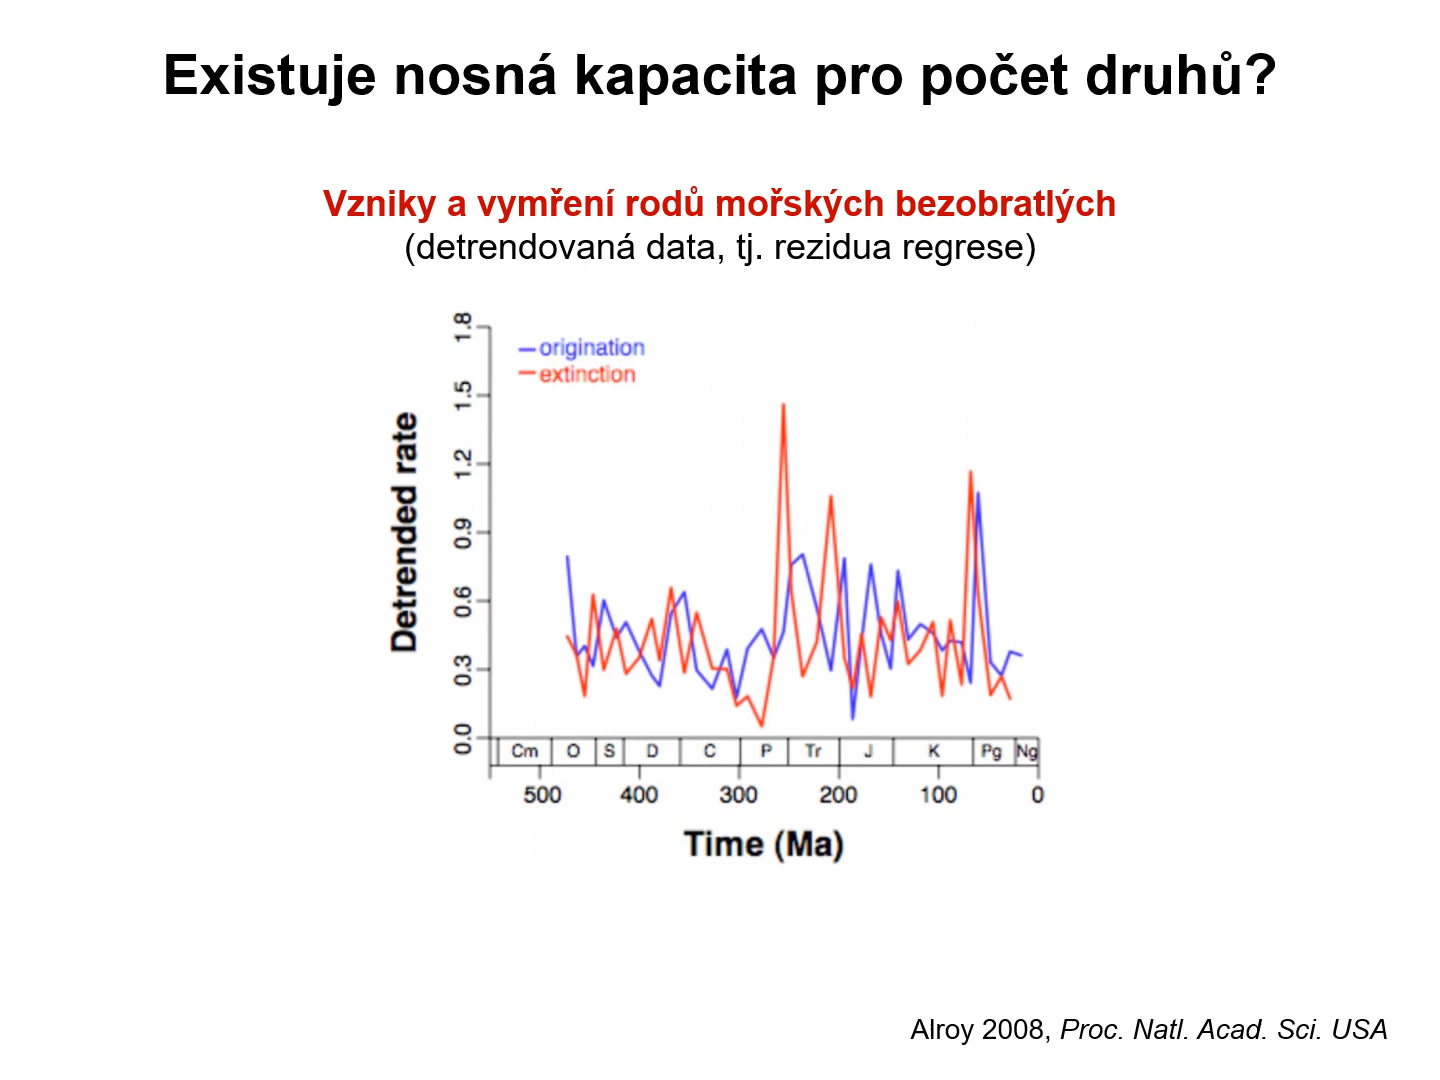 Existuje nosná kapacita pro počet druhů?
Vzniky a vymření rodů mořských bezobratlých
(detrendovaná data, tj. rezidua regrese)
origination
extinction
Detrended rate
1.8
1.5
1.2
0.9
0.6
0.3
0.0
Cm O S D C P Tr J K Pg Ng
500 400 300 200 100 0
Time (Ma)
Alroy 2008, Proc. Natl. Acad. Sci. USA